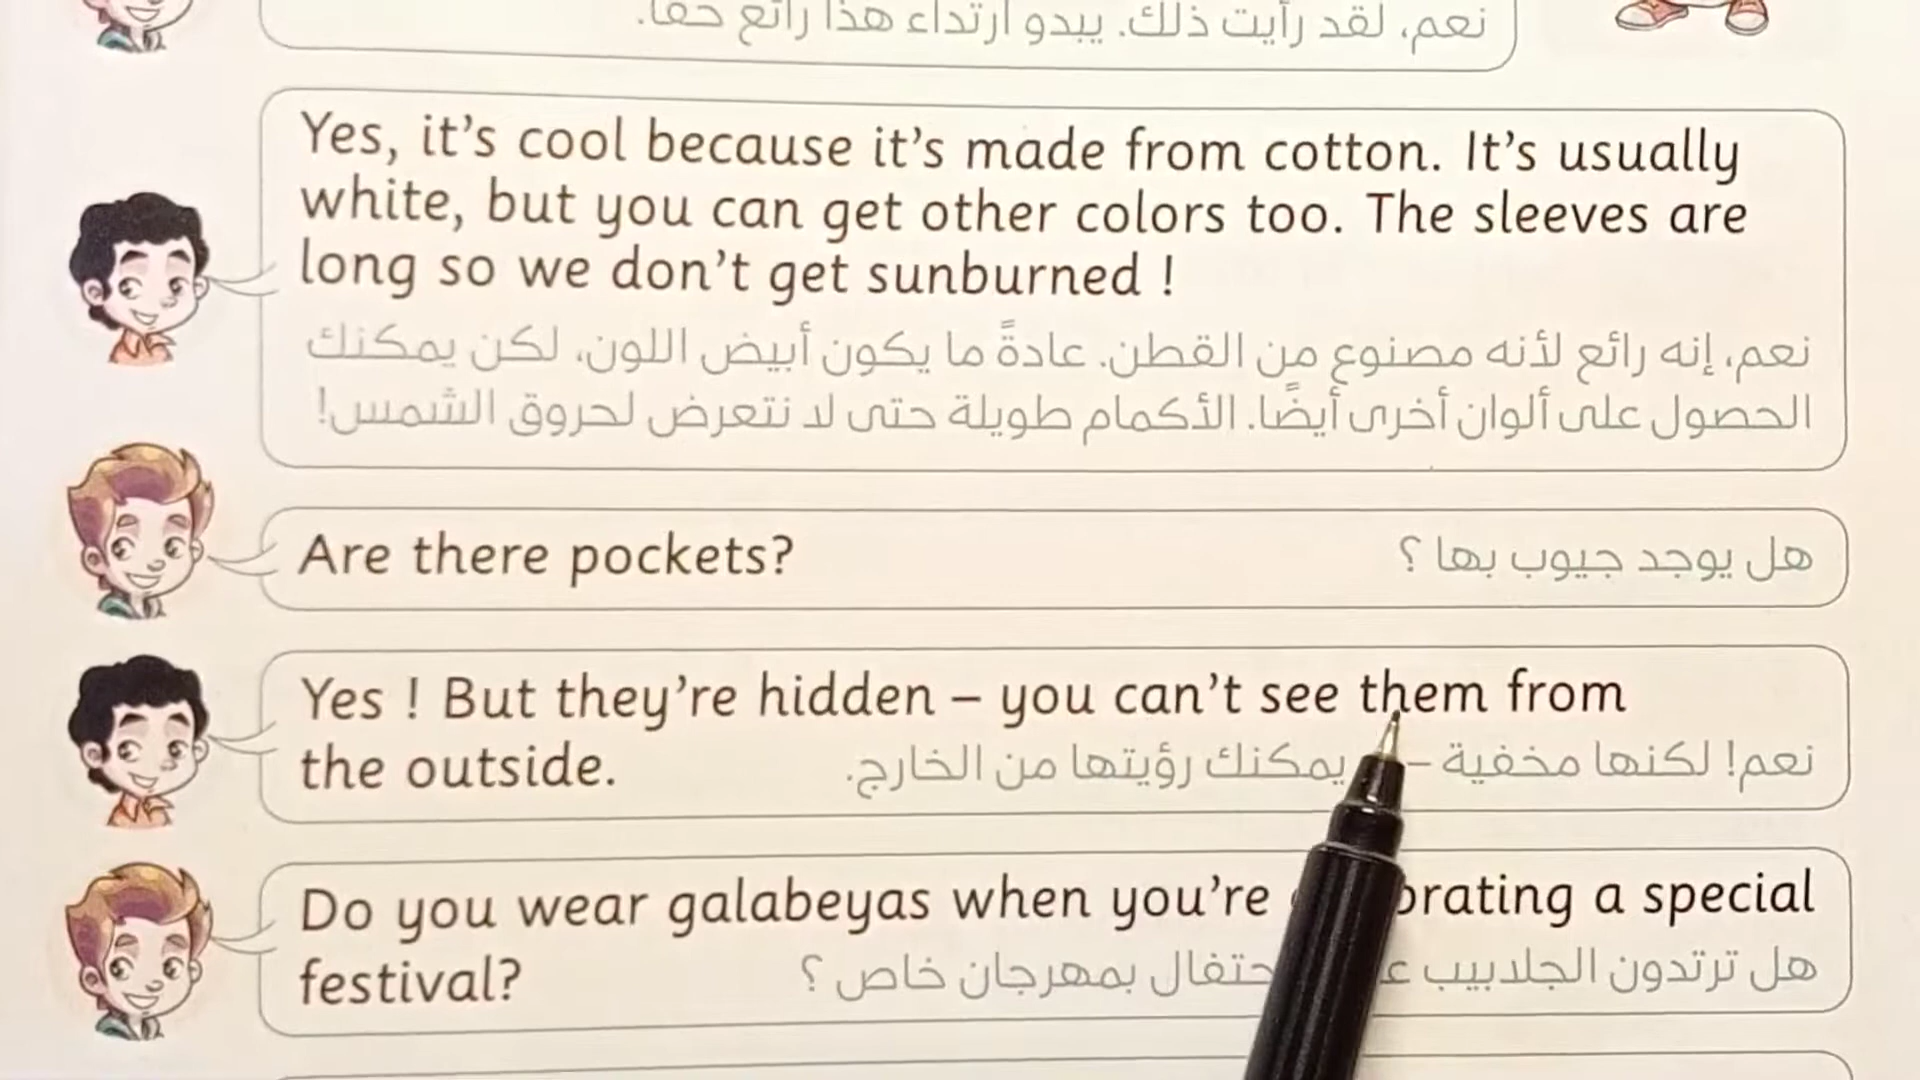 نعم، لقد رأيت ذلك. يبدو ارتداء هذا رائع حقا.
Yes, it's cool because it's made from cotton. It's usually
white, but you can get other colors too. The sleeves are
long so we don't get sunburned !
نعم، إنه رائع لأنه مصنوع من القطن. عادةً ما يكون أبيض اللون، لكن يمكنك
الحصول على ألوان أخرى أيضًا. الأكمام طويلة حتى لا نتعرض لحروق الشمس!
Are there pockets?
هل يوجد جيوب بها ؟
Yes ! But they're hidden – you can't see them from
the outside.
نعم! لكنها مخفية – يمكنك رؤيتها من الخارج.
Do you wear galabeyas when you're brating a special
festival?
هل ترتدون الجلابيب حتفال بمهرجان خاص ؟